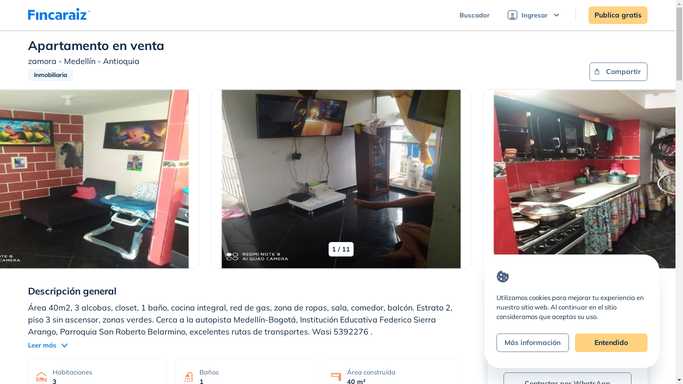 Fincaraiz
Buscador
Ingresar
Publica gratis
Apartamento en venta
zamora - Medellín - Antioquia
Inmobiliaria
Compartir
REDMI NOTE 8
AI QUAD CAMERA
1 / 11
Descripción general
Área 40m2, 3 alcobas, closet, 1 baño, cocina integral, red de gas, zona de ropas, sala, comedor, balcón. Estrato 2,
piso 3 sin ascensor, zonas verdes. Cerca a la autopista Medellín-Bogotá, Institución Educativa Federico Sierra
Arango, Parroquia San Roberto Belarmino, excelentes rutas de transportes. Wasi 5392276 .
Leer más
Habitaciones
3
Baños
1
Área construida
40 m²
Utilizamos cookies para mejorar tu experiencia en
nuestro sitio web. Al continuar en el sitio
consideramos que aceptas su uso.
Más información
Entendido
Contactar por WhatsApp